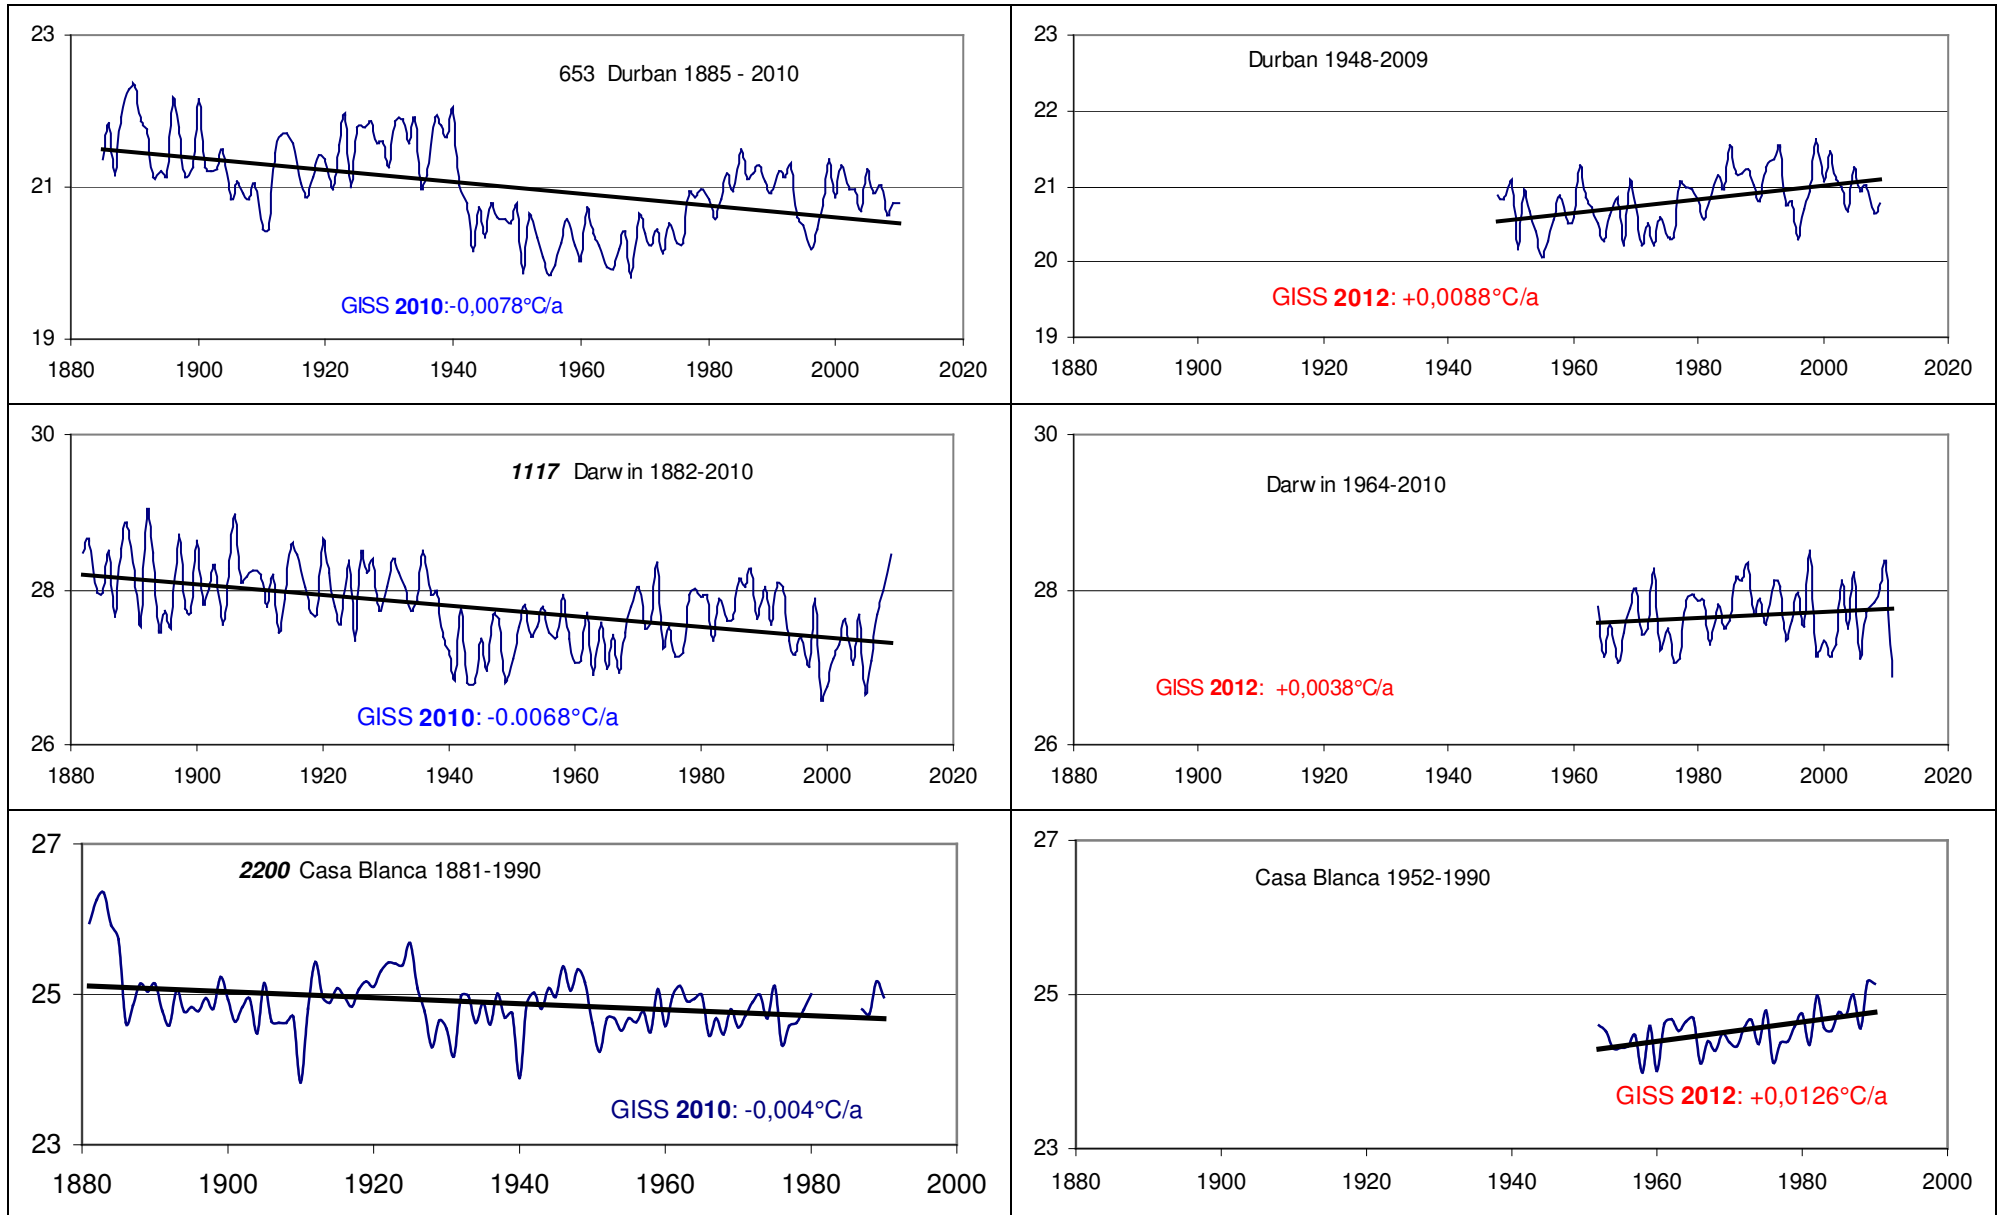 653 Durban 1885 - 2010
GISS 2010:-0,0078°C/a
23
21
19
1880 1900 1920 1940 1960 1980 2000 2020
Durban 1948-2009
GISS 2012: +0,0088°C/a
23
22
21
20
19
1880 1900 1920 1940 1960 1980 2000 2020
1117 Darwin 1882-2010
GISS 2010: -0.0068°C/a
30
28
26
1880 1900 1920 1940 1960 1980 2000 2020
Darwin 1964-2010
GISS 2012: +0,0038°C/a
30
28
26
1880 1900 1920 1940 1960 1980 2000 2020
2200 Casa Blanca 1881-1990
GISS 2010: -0,004°C/a
27
25
23
1880 1900 1920 1940 1960 1980 2000
Casa Blanca 1952-1990
GISS 2012: +0,0126°C/a
27
25
23
1880 1900 1920 1940 1960 1980 2000